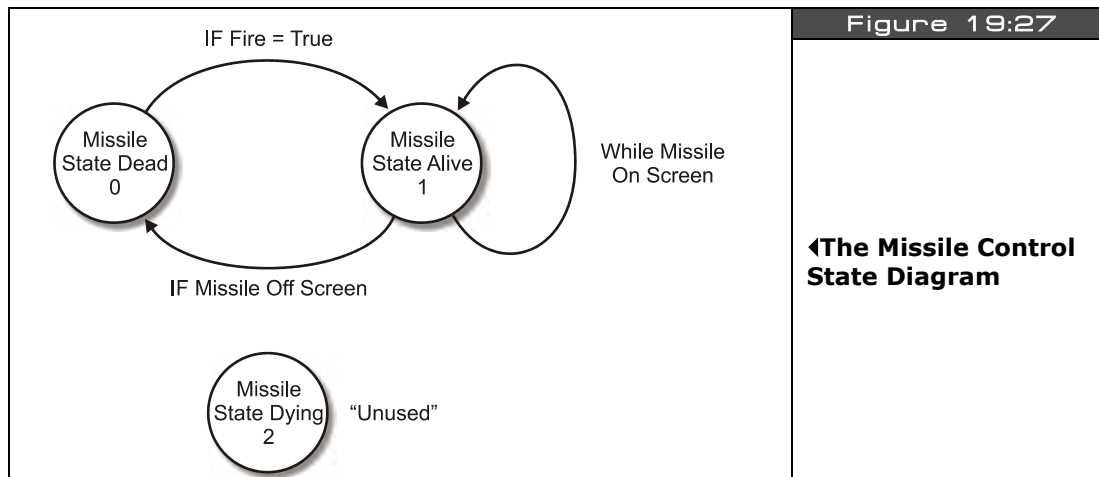 Figure 19:27
IF Fire = True
Missile
State Dead
0
Missile
State Alive
1
While Missile
On Screen
IF Missile Off Screen
Missile
State Dying
2
“Unused”
The Missile Control
State Diagram